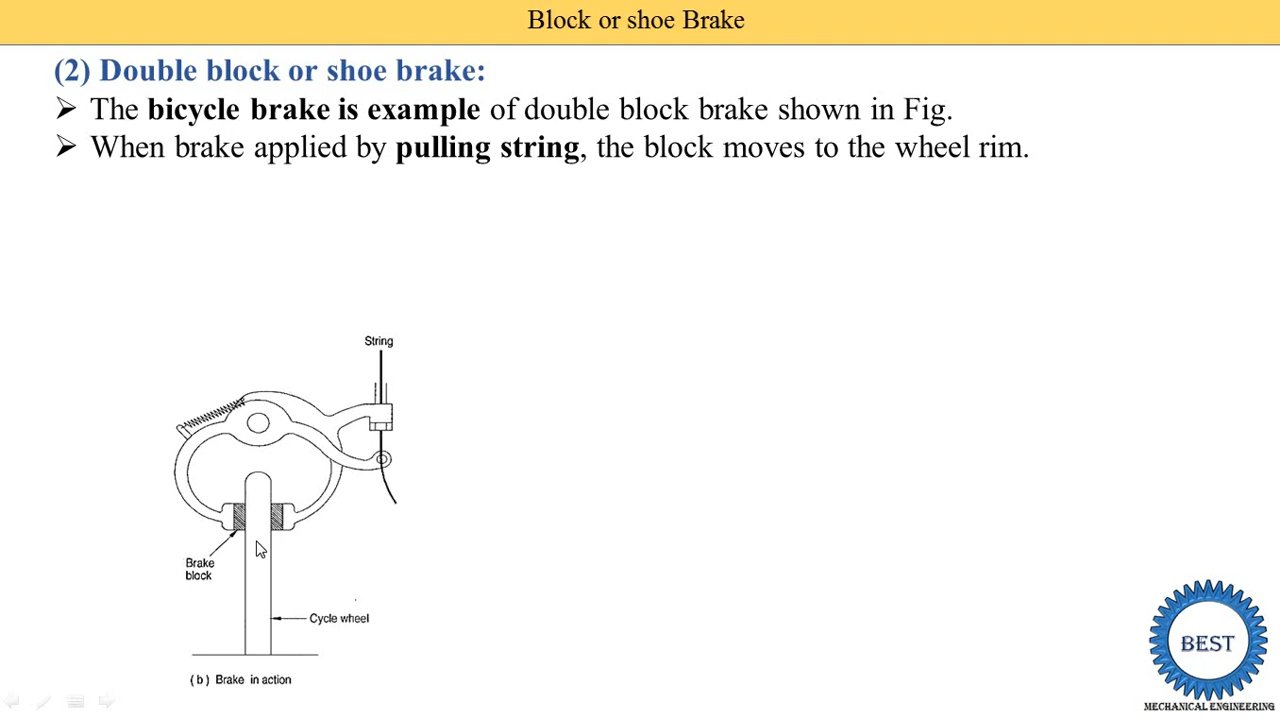 Block or shoe Brake
(2) Double block or shoe brake:
➢ The bicycle brake is example of double block brake shown in Fig.
➢ When brake applied by pulling string, the block moves to the wheel rim.
String
Brake
block
Cycle wheel
( b ) Brake in action
BEST
MECHANICAL ENGINEERING